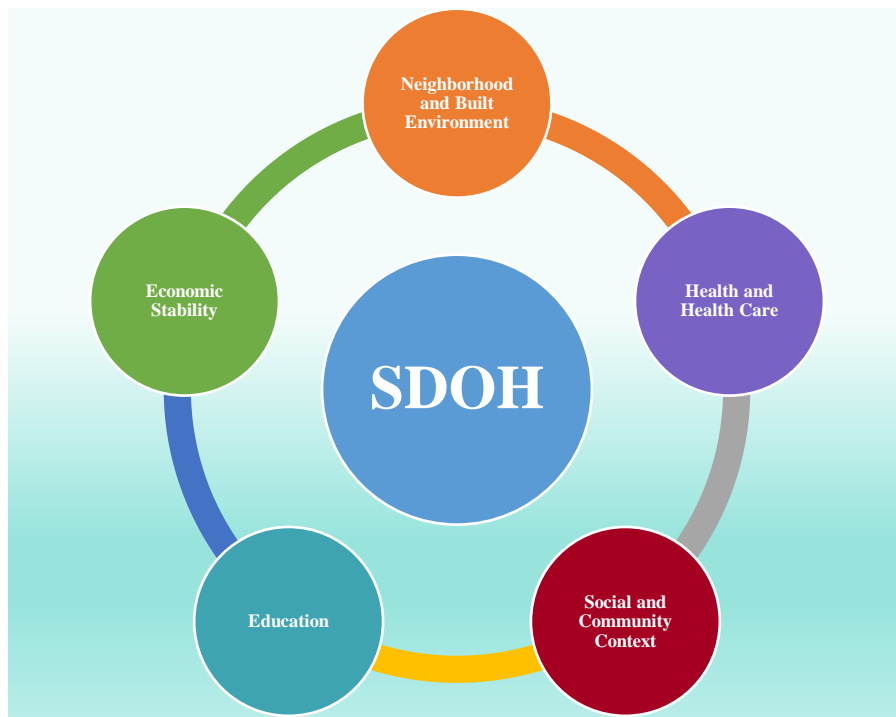 Neighborhood
and Built
Environment
Economic
Stability
Health and
Health Care
SDOH
Education
Social and
Community
Context